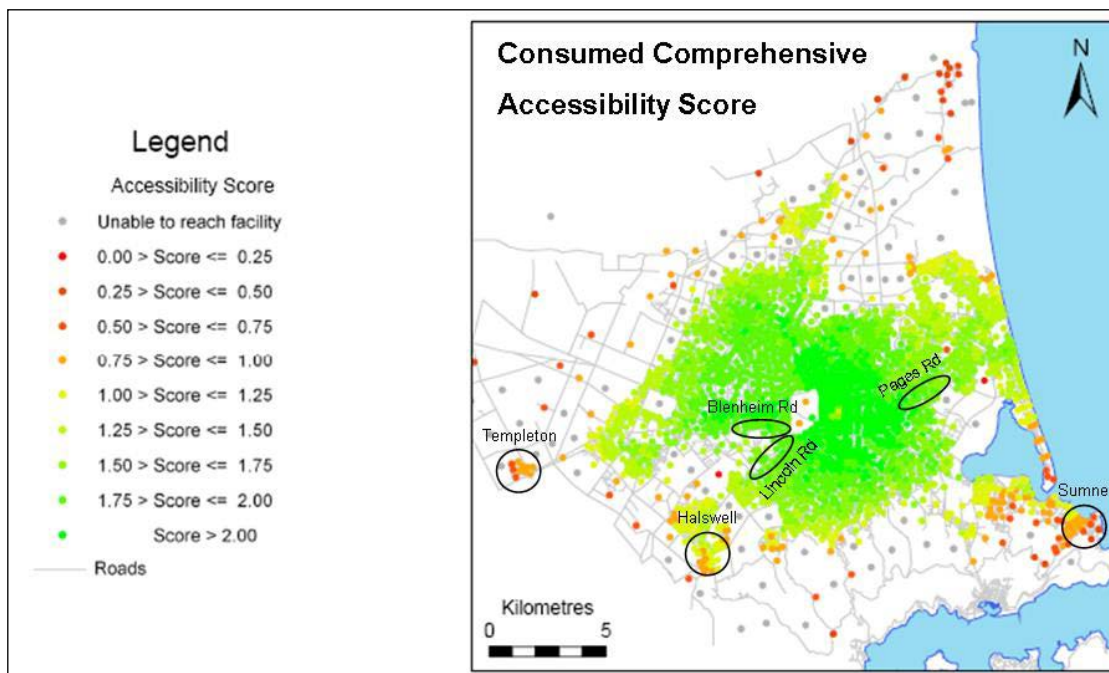 Consumed Comprehensive
Accessibility Score
N
Legend
Accessibility Score
Unable to reach facility
0.00 > Score <= 0.25
0.25 > Score <= 0.50
0.50 > Score <= 0.75
0.75 > Score <= 1.00
1.00 > Score <= 1.25
1.25 > Score <= 1.50
1.50 > Score <= 1.75
1.75 > Score <= 2.00
Score > 2.00
Roads
Pages Rd
Blenheim Rd
Lincoln Rd
Templeton
Halswell
Sumne
Kilometres
0 5